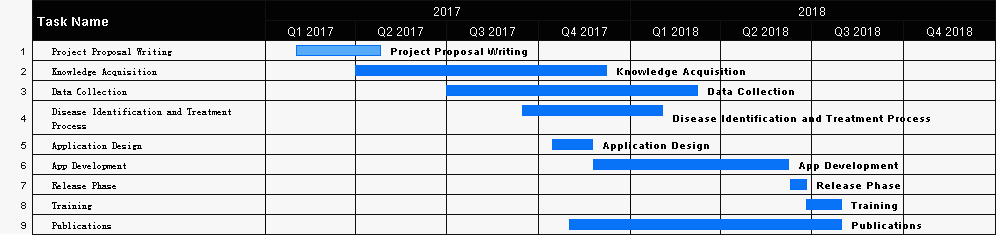 Task Name
2017 2018
Q1 2017 Q2 2017 Q3 2017 Q4 2017 Q1 2018 Q2 2018 Q3 2018 Q4 2018
1 Project Proposal Writing Project Proposal Writing
2 Knowledge Acquisition Knowledge Acquisition
3 Data Collection Data Collection
4 Disease Identification and Treatment
Process Disease Identification and Treatment Process
5 Application Design Application Design
6 App Development App Development
7 Release Phase Release Phase
8 Training Training
9 Publications Publications